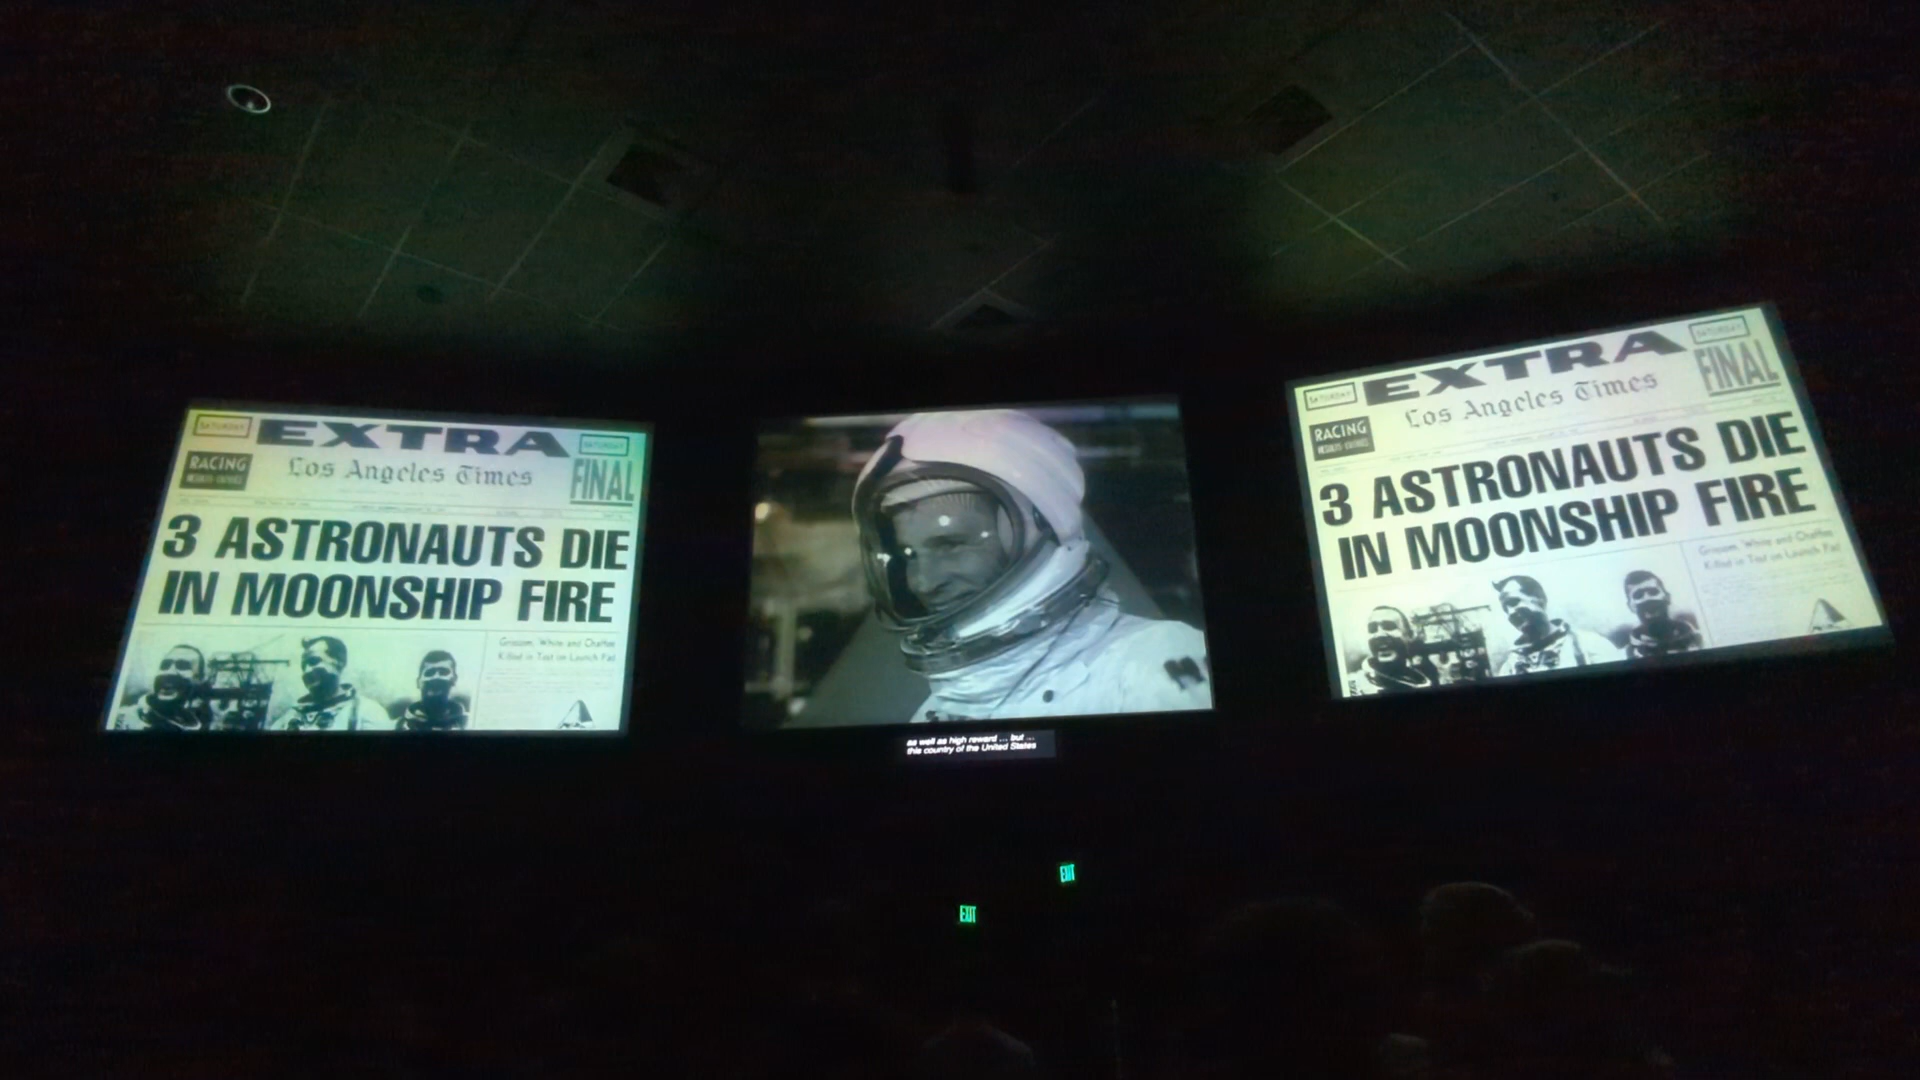 SATURDAY
EXTRA
SATURDAY
FINAL
RACING
Los Angeles Times
3 ASTRONAUTS DIE
IN MOONSHIP FIRE
Grissom, White and Chaffee
Killed in Test on Launch Pad
as well as high reward ... but ...
this country of the United States
SATURDAY
EXTRA
SATURDAY
FINAL
RACING
Los Angeles Times
3 ASTRONAUTS DIE
IN MOONSHIP FIRE
Grissom, White and Chaffee
Killed in Test on Launch Pad
EXIT
EXIT